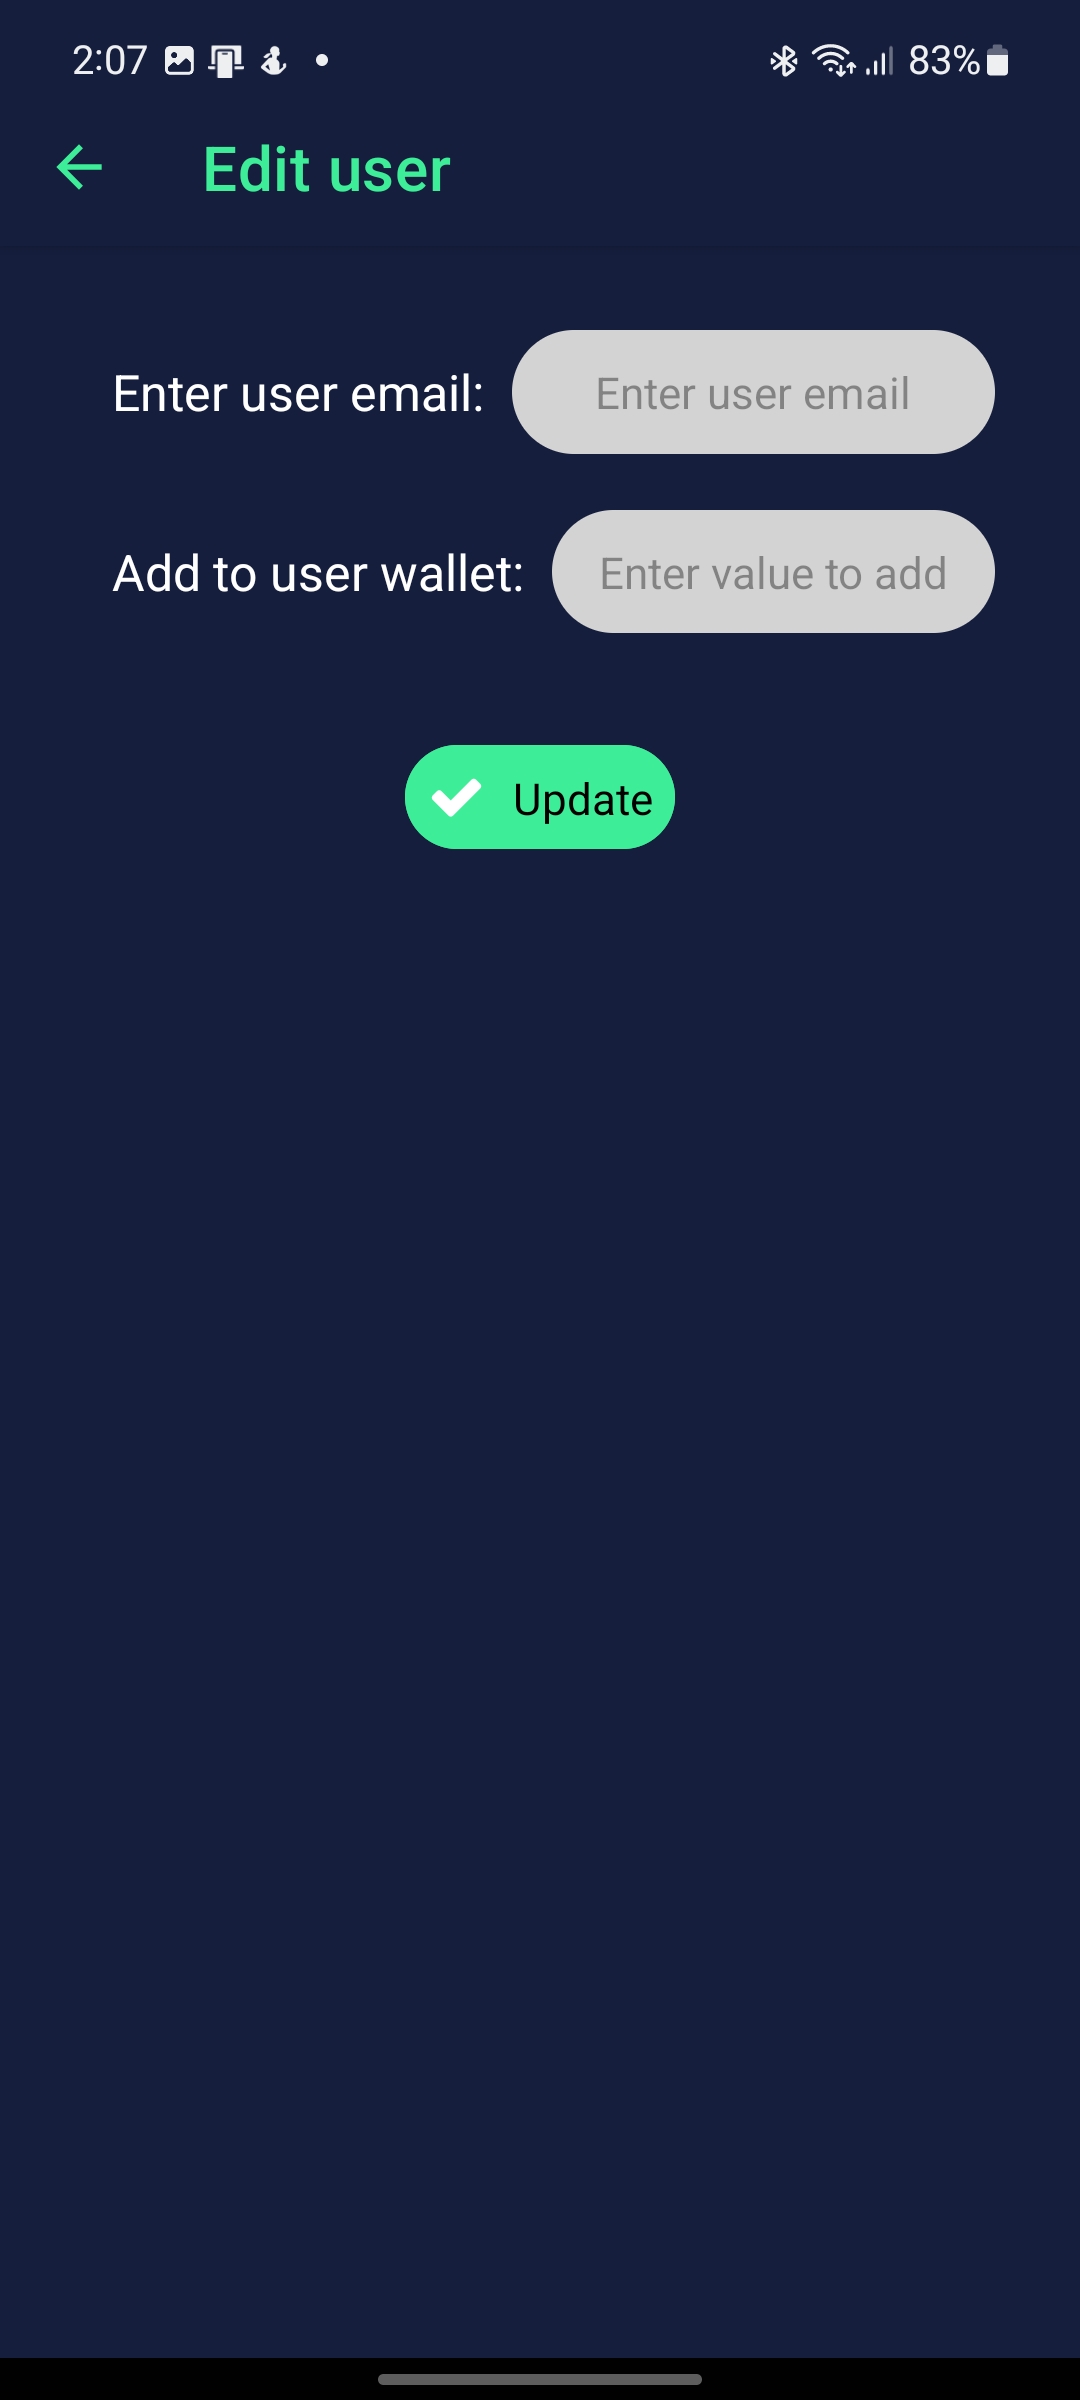 2:07 83%
Edit user
Enter user email: Enter user email
Add to user wallet: Enter value to add
Update